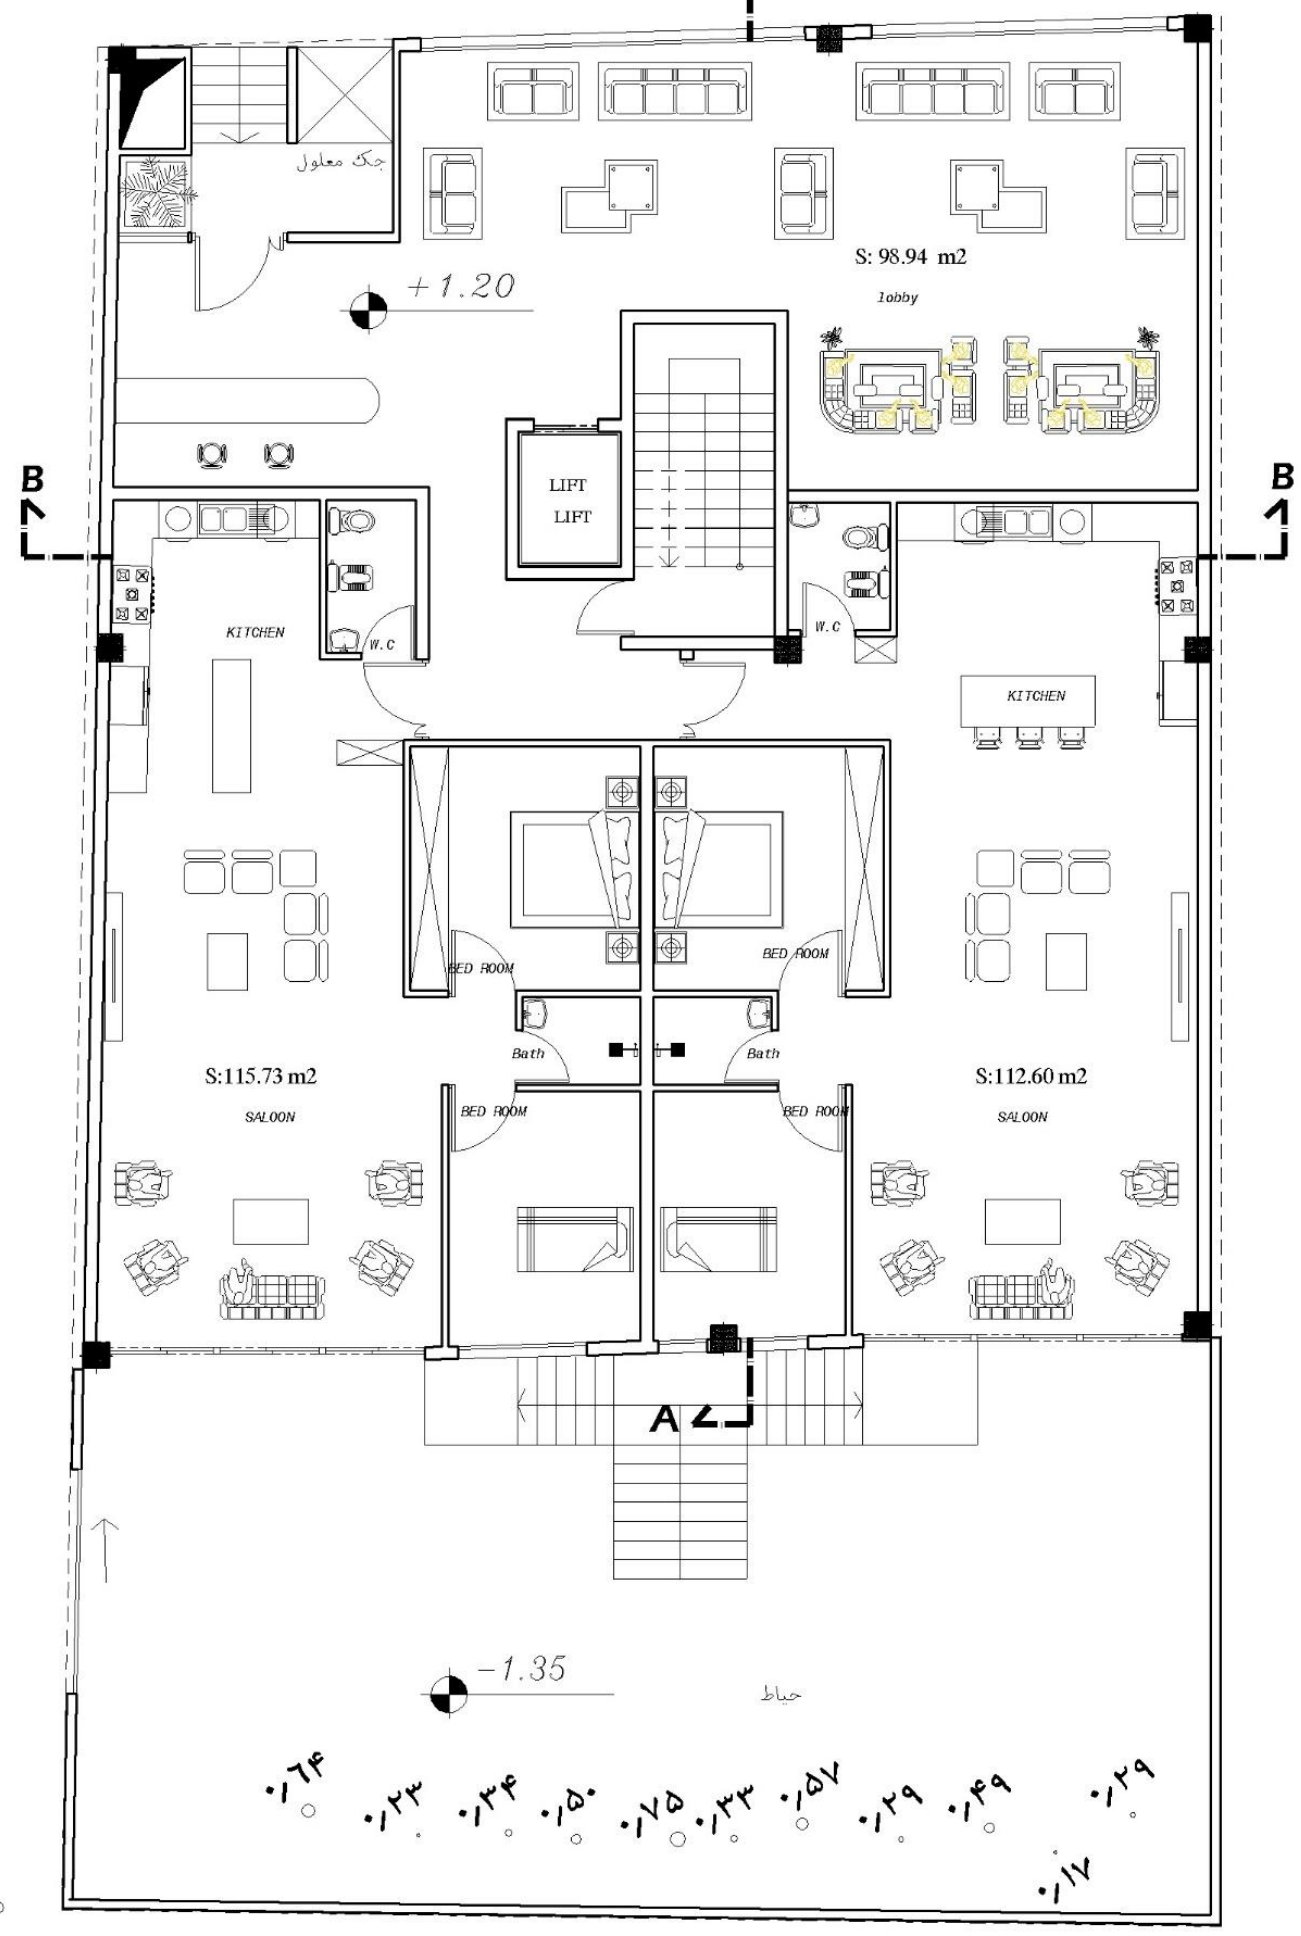 جک معلول
S: 98.94 m2
lobby
+1.20
LIFT
LIFT
B
B
KITCHEN
W.C
W.C
KITCHEN
BED ROOM
BED ROOM
Bath
Bath
S:115.73 m2
S:112.60 m2
BED ROOM
BED ROOM
SALOON
SALOON
A
-1.35
حیاط
۰٫۶۴
۰٫۲۳
۰٫۳۴
۰٫۵۰
۰٫۷۵
۰٫۳۳
۰٫۵۷
۰٫۲۹
۰٫۴۹
۰٫۲۹
۰٫۱۷